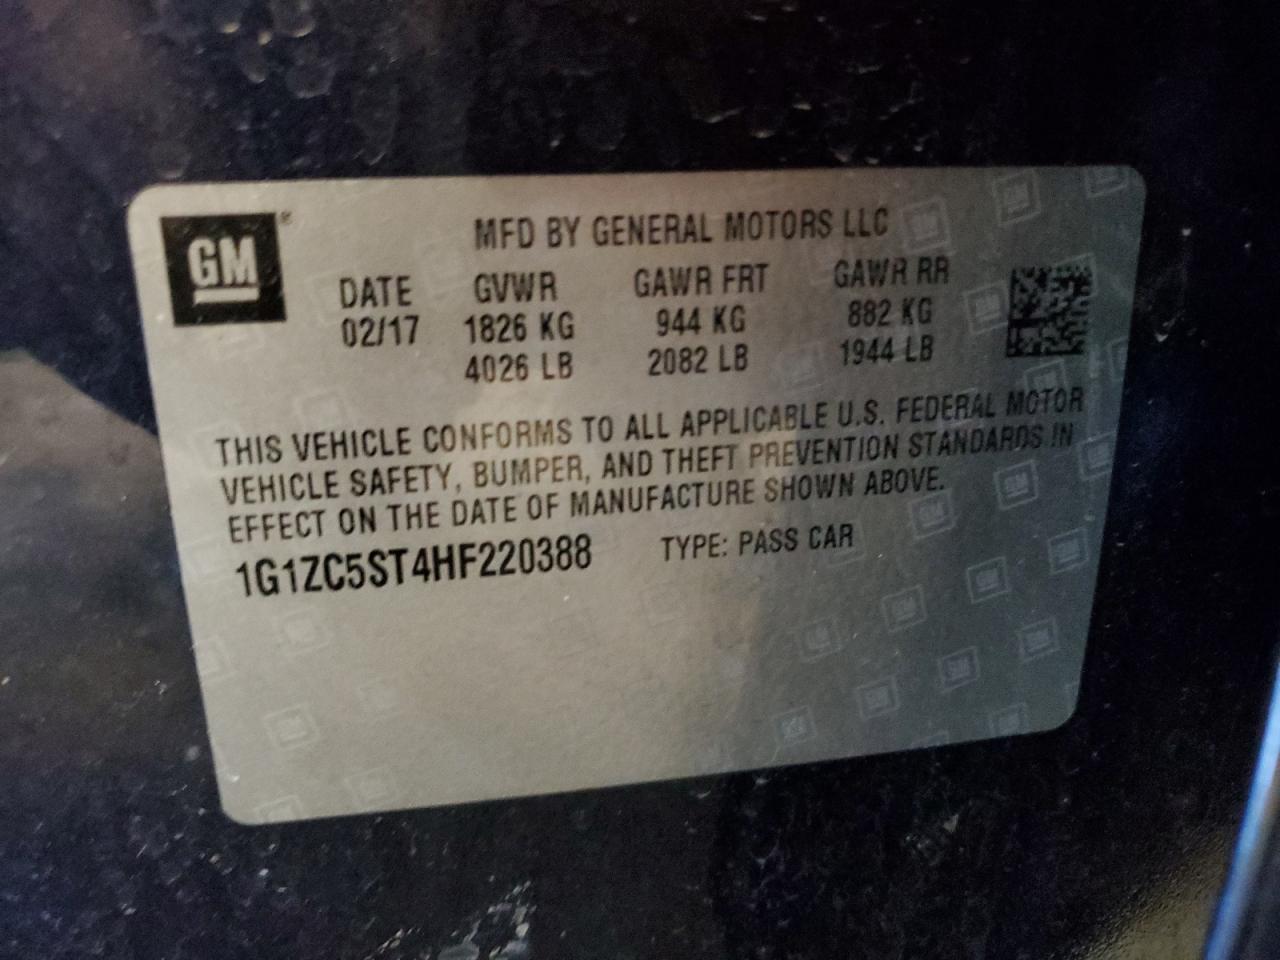 GM®
MFD BY GENERAL MOTORS LLC
DATE GVWR GAWR FRT GAWR RR
02/17 1826 KG 944 KG 882 KG
4026 LB 2082 LB 1944 LB
THIS VEHICLE CONFORMS TO ALL APPLICABLE U.S. FEDERAL MOTOR
VEHICLE SAFETY, BUMPER, AND THEFT PREVENTION STANDARDS IN
EFFECT ON THE DATE OF MANUFACTURE SHOWN ABOVE.
1G1ZC5ST4HF220388 TYPE: PASS CAR